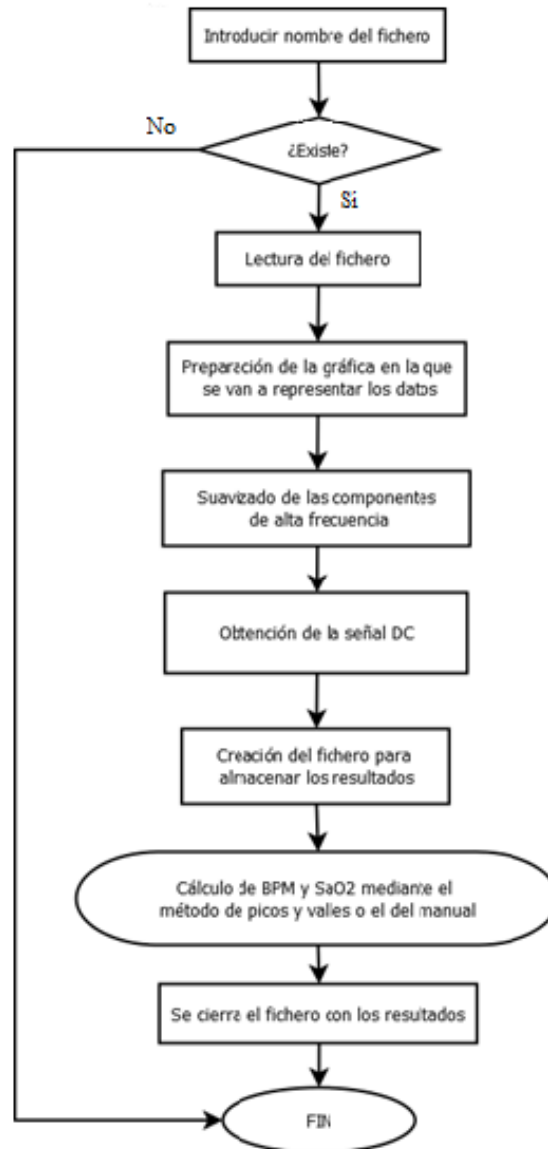 Introducir nombre del fichero
No
¿Existe?
Si
Lectura del fichero
Preparación de la gráfica en la que
se van a representar los datos
Suavizado de las componentes
de alta frecuencia
Obtención de la señal DC
Creación del fichero para
almacenar los resultados
Cálculo de BPM y SaO2 mediante el
método de picos y valles o el del manual
Se cierra el fichero con los resultados
FIN